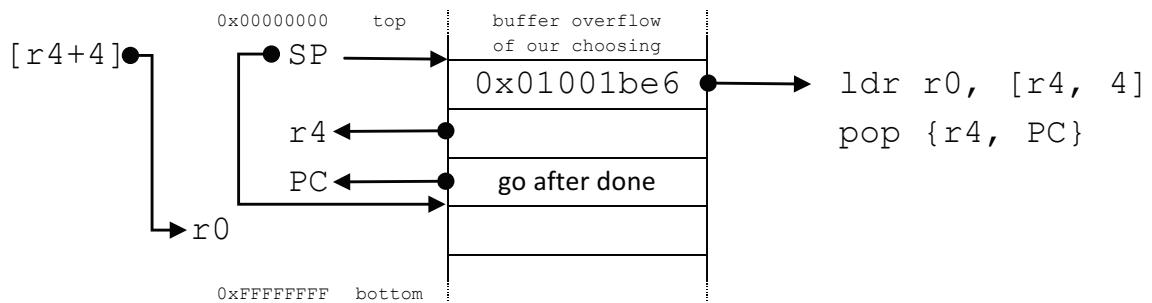 0x00000000 top
buffer overflow
of our choosing
[r4+4]
SP
0x01001be6
ldr r0, [r4, 4]
r4
pop {r4, PC}
PC
go after done
r0
0xFFFFFFFF bottom